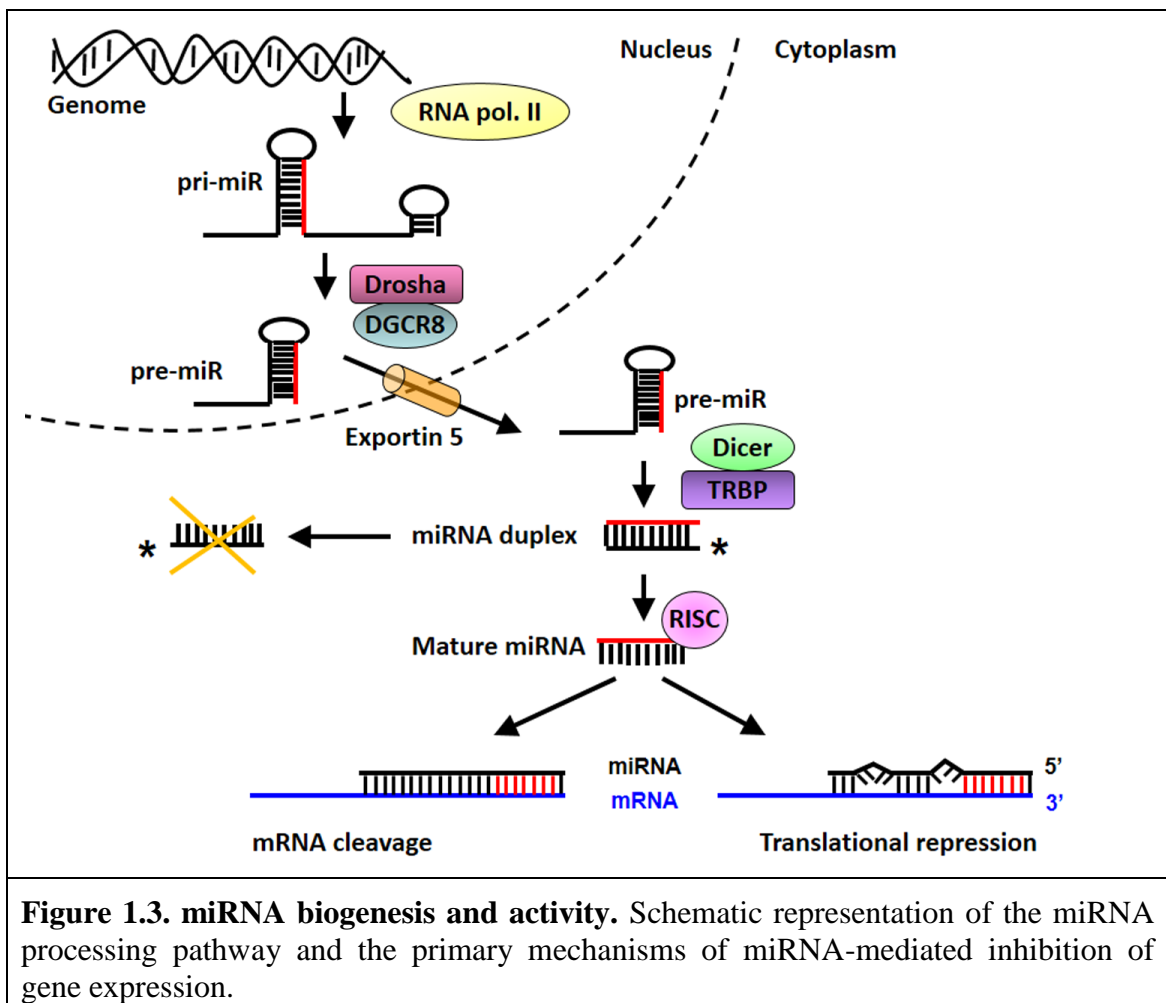 Nucleus
Cytoplasm
Genome
RNA pol. II
pri-miR
Drosha
DGCR8
pre-miR
Exportin 5
pre-miR
Dicer
TRBP
*
miRNA duplex
*
RISC
Mature miRNA
miRNA
5’
mRNA
3’
mRNA cleavage
Translational repression
Figure 1.3. miRNA biogenesis and activity. Schematic representation of the miRNA
processing pathway and the primary mechanisms of miRNA-mediated inhibition of
gene expression.